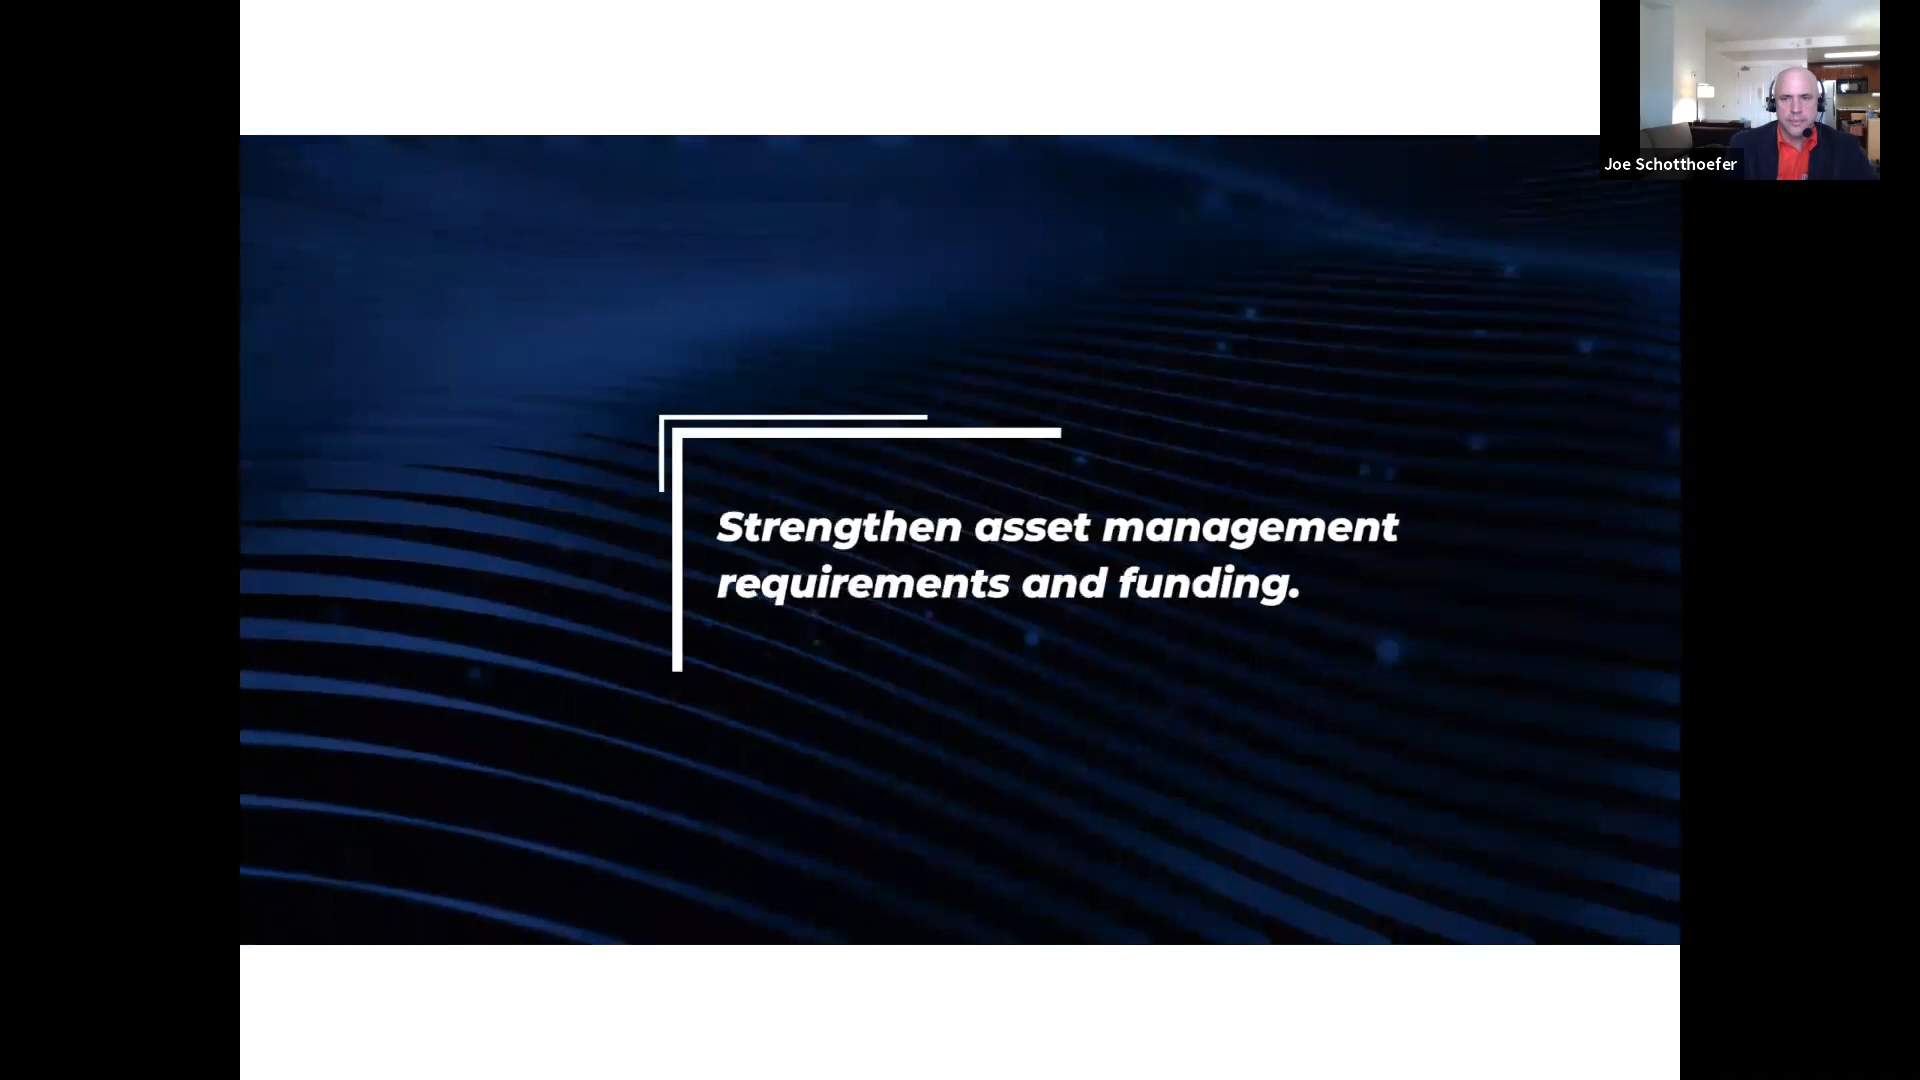 Joe Schotthoefer
Strengthen asset management
requirements and funding.